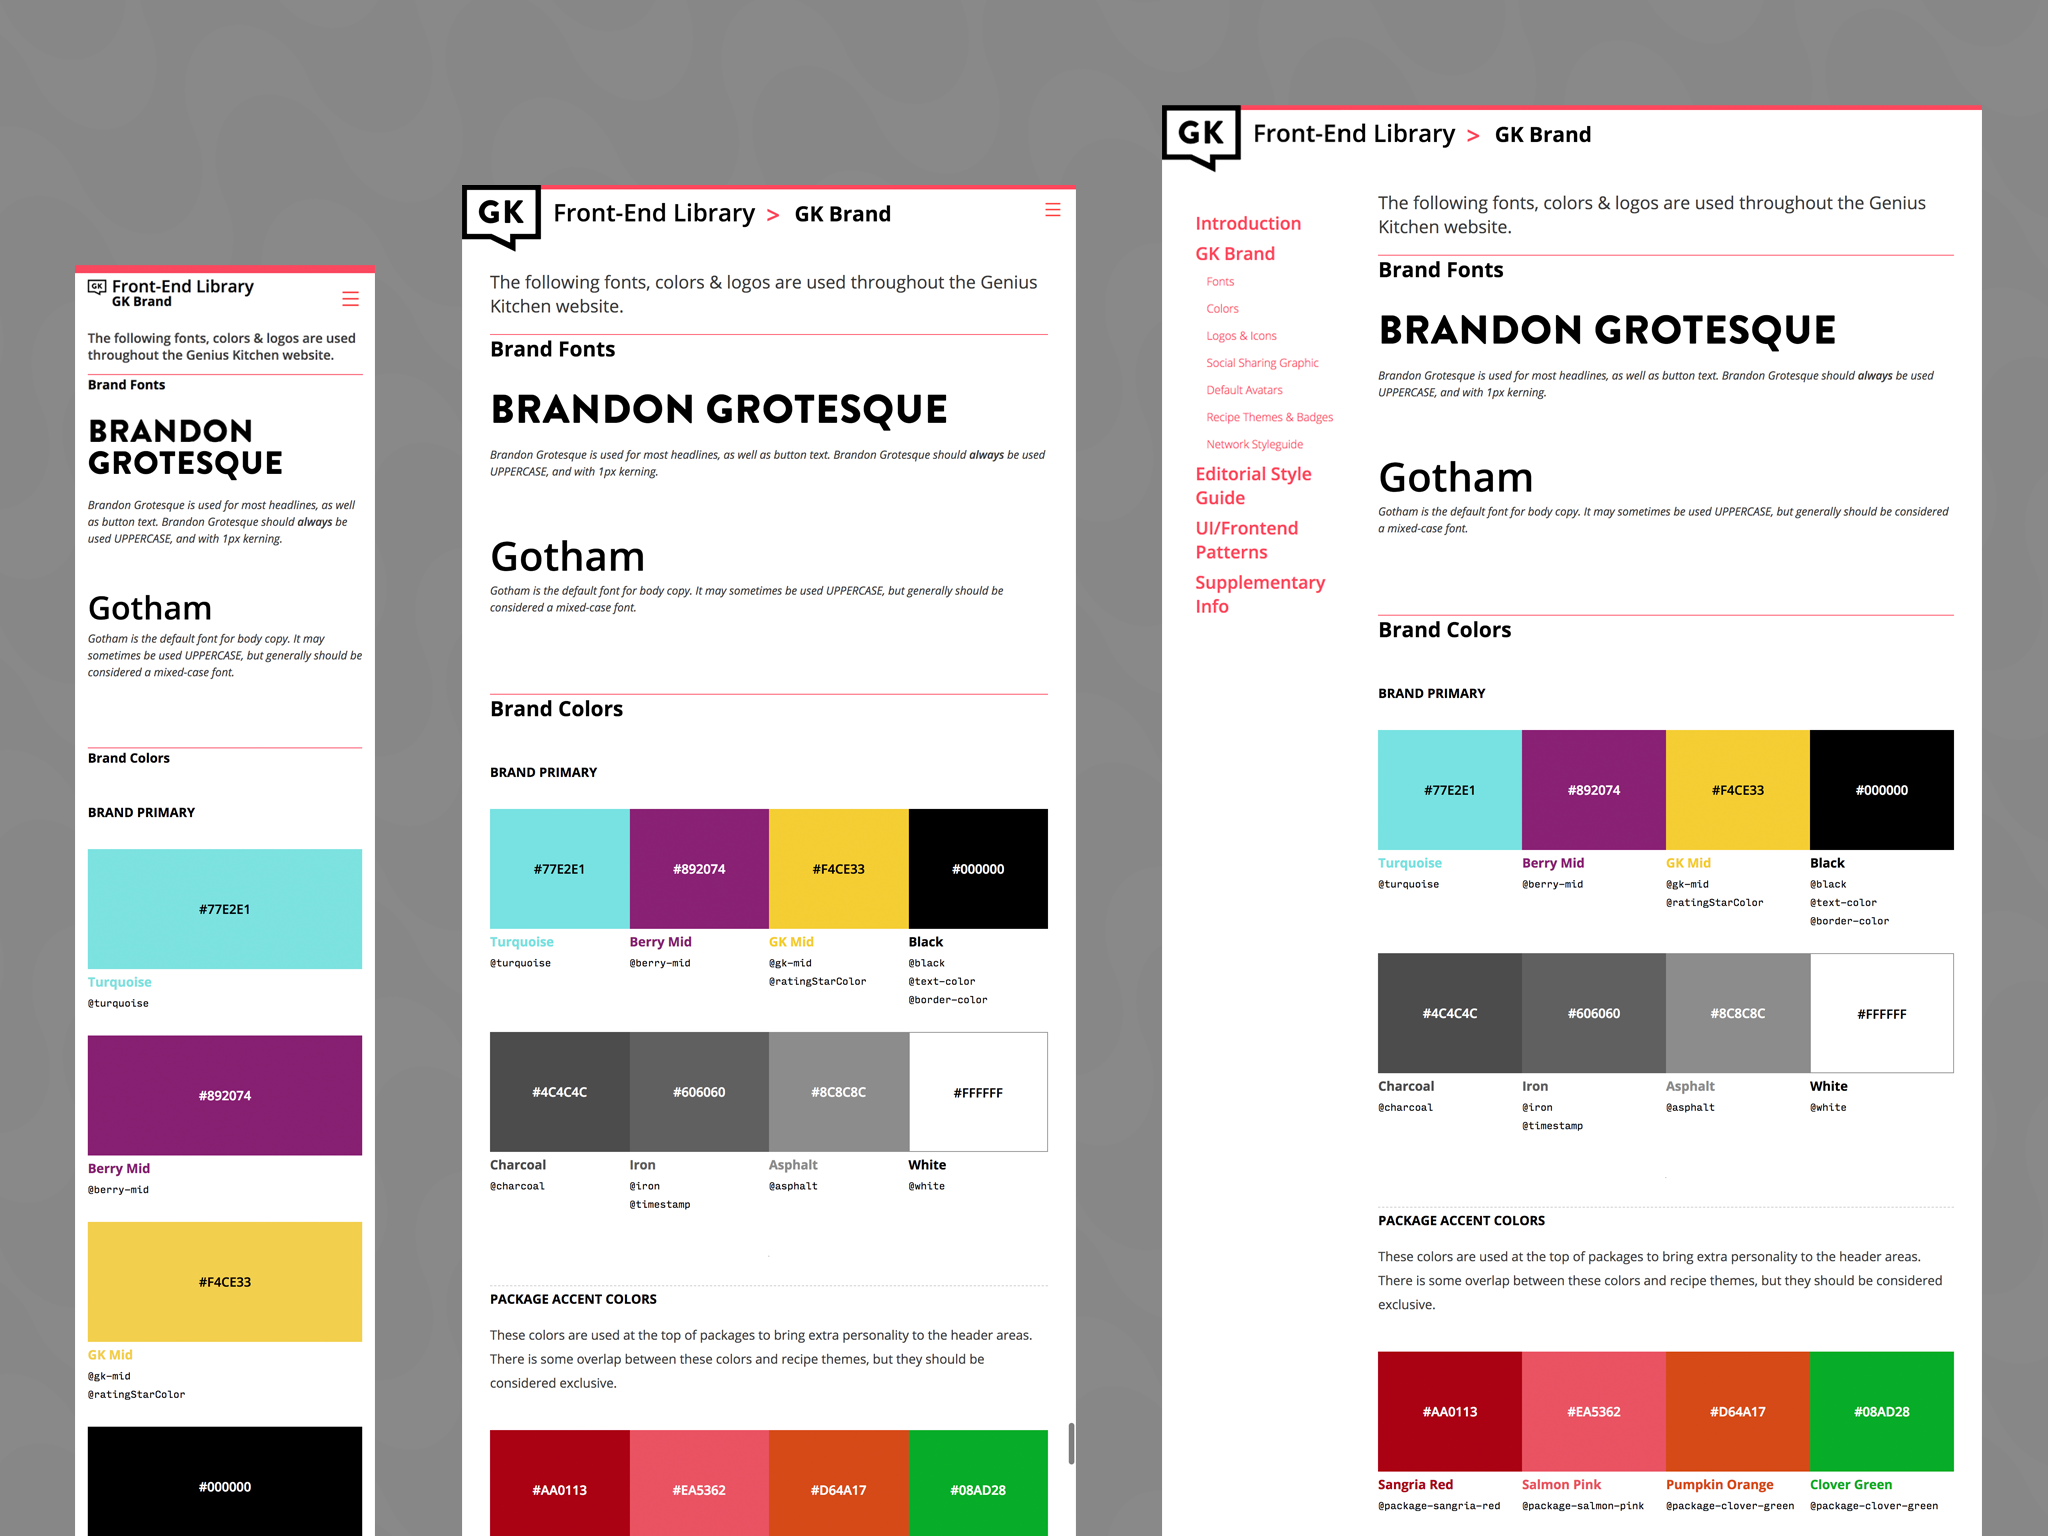 GK
Front-End Library
GK Brand
The following fonts, colors & logos are used
throughout the Genius Kitchen website.
Brand Fonts
BRANDON
GROTESQUE
Brandon Grotesque is used for most headlines, as well
as button text. Brandon Grotesque should always be
used UPPERCASE, and with 1px kerning.
Gotham
Gotham is the default font for body copy. It may
sometimes be used UPPERCASE, but generally should be
considered a mixed-case font.
Brand Colors
BRAND PRIMARY
#77E2E1
Turquoise
@turquoise
#892074
Berry Mid
@berry-mid
#F4CE33
GK Mid
@gk-mid
@ratingStarColor
#000000
GK
Front-End Library > GK Brand
The following fonts, colors & logos are used throughout the Genius
Kitchen website.
Brand Fonts
BRANDON GROTESQUE
Brandon Grotesque is used for most headlines, as well as button text. Brandon Grotesque should always be used
UPPERCASE, and with 1px kerning.
Gotham
Gotham is the default font for body copy. It may sometimes be used UPPERCASE, but generally should be
considered a mixed-case font.
Brand Colors
BRAND PRIMARY
#77E2E1 #892074 #F4CE33 #000000
Turquoise Berry Mid GK Mid Black
@turquoise @berry-mid @gk-mid @black
@ratingStarColor @text-color
@border-color
#4C4C4C #606060 #8C8C8C #FFFFFF
Charcoal Iron Asphalt White
@charcoal @iron @asphalt @white
@timestamp
PACKAGE ACCENT COLORS
These colors are used at the top of packages to bring extra personality to the header areas.
There is some overlap between these colors and recipe themes, but they should be
considered exclusive.
#AA0113 #EA5362 #D64A17 #08AD28
GK
Front-End Library > GK Brand
Introduction
GK Brand
Fonts
Colors
Logos & Icons
Social Sharing Graphic
Default Avatars
Recipe Themes & Badges
Network Styleguide
Editorial Style
Guide
UI/Frontend
Patterns
Supplementary
Info
The following fonts, colors & logos are used throughout the Genius
Kitchen website.
Brand Fonts
BRANDON GROTESQUE
Brandon Grotesque is used for most headlines, as well as button text. Brandon Grotesque should always be used
UPPERCASE, and with 1px kerning.
Gotham
Gotham is the default font for body copy. It may sometimes be used UPPERCASE, but generally should be considered
a mixed-case font.
Brand Colors
BRAND PRIMARY
#77E2E1 #892074 #F4CE33 #000000
Turquoise Berry Mid GK Mid Black
@turquoise @berry-mid @gk-mid @black
@ratingStarColor @text-color
@border-color
#4C4C4C #606060 #8C8C8C #FFFFFF
Charcoal Iron Asphalt White
@charcoal @iron @asphalt @white
@timestamp
PACKAGE ACCENT COLORS
These colors are used at the top of packages to bring extra personality to the header areas.
There is some overlap between these colors and recipe themes, but they should be considered
exclusive.
#AA0113 #EA5362 #D64A17 #08AD28
Sangria Red Salmon Pink Pumpkin Orange Clover Green
@package-sangria-red @package-salmon-pink @package-clover-green @package-clover-green